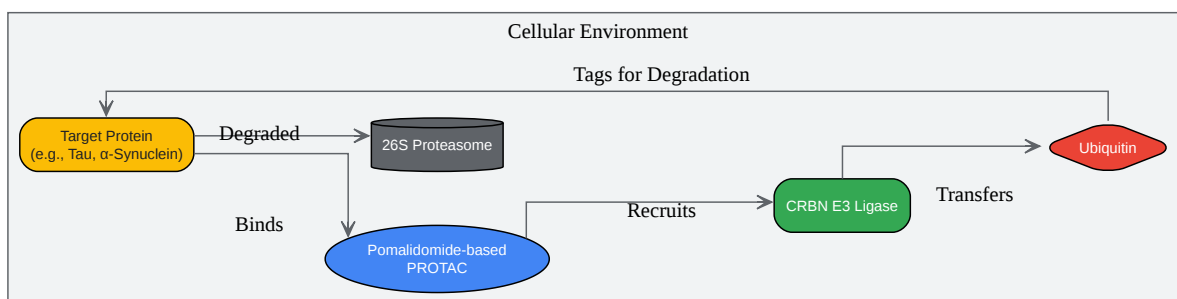 Cellular Environment
Tags for Degradation
Target Protein
(e.g., Tau, α-Synuclein)
Degraded
26S Proteasome
Ubiquitin
Binds
Pomalidomide-based
PROTAC
Recruits
CRBN E3 Ligase
Transfers